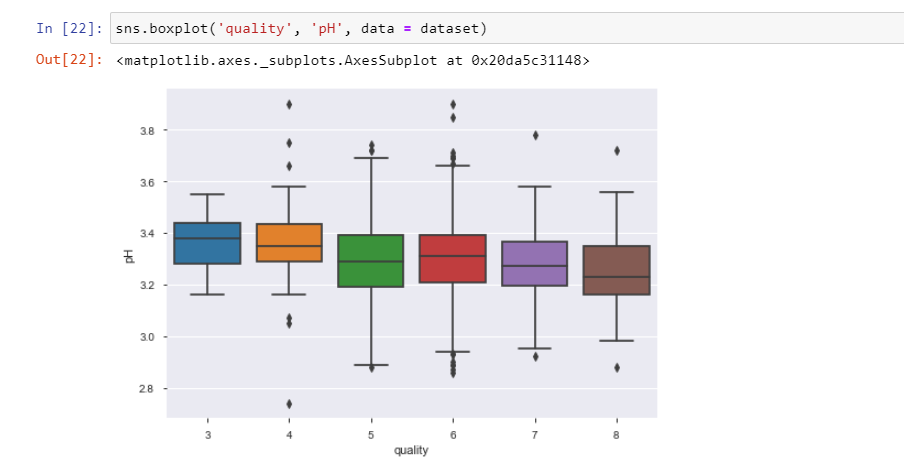 In [22]: sns.boxplot('quality', 'pH', data = dataset)
Out[22]: <matplotlib.axes._subplots.AxesSubplot at 0x20da5c31148>
3.8
3.6
3.4
pH
3.2
3.0
2.8
3 4 5 6 7 8
quality